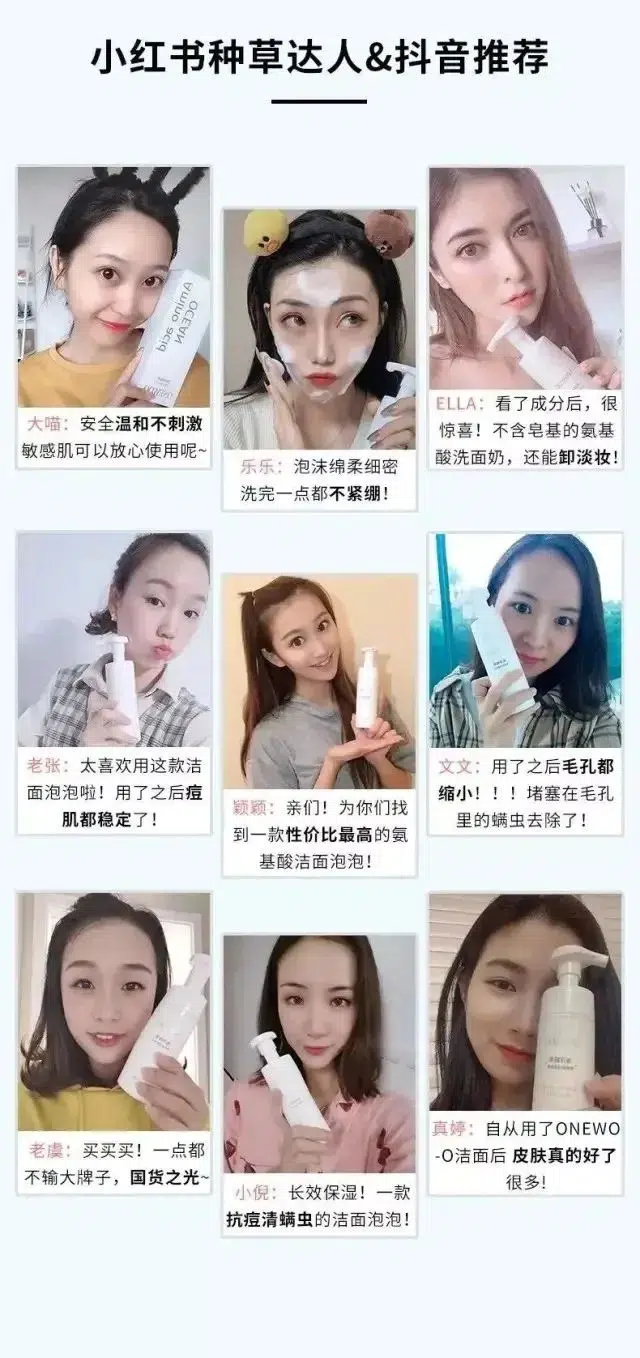 小红书种草达人&抖音推荐
Amino acid
OCEAN
大喵：安全温和不刺激
敏感肌可以放心使用呢~
乐乐：泡沫绵柔细密
洗完一点都不紧绷！
ELLA：看了成分后，很
惊喜！不含皂基的氨基
酸洗面奶，还能卸淡妆！
老张：太喜欢用这款洁
面泡泡啦！用了之后痘
肌都稳定了！
颖颖：亲们！为你们找
到一款性价比最高的氨
基酸洁面泡泡！
文文：用了之后毛孔都
缩小！！！堵塞在毛孔
里的螨虫去除了！
老虞：买买买！一点都
不输大牌子，国货之光~
小倪：长效保湿！一款
抗痘清螨虫的洁面泡泡！
真婷：自从用了ONEWO
-O洁面后 皮肤真的好了
很多！